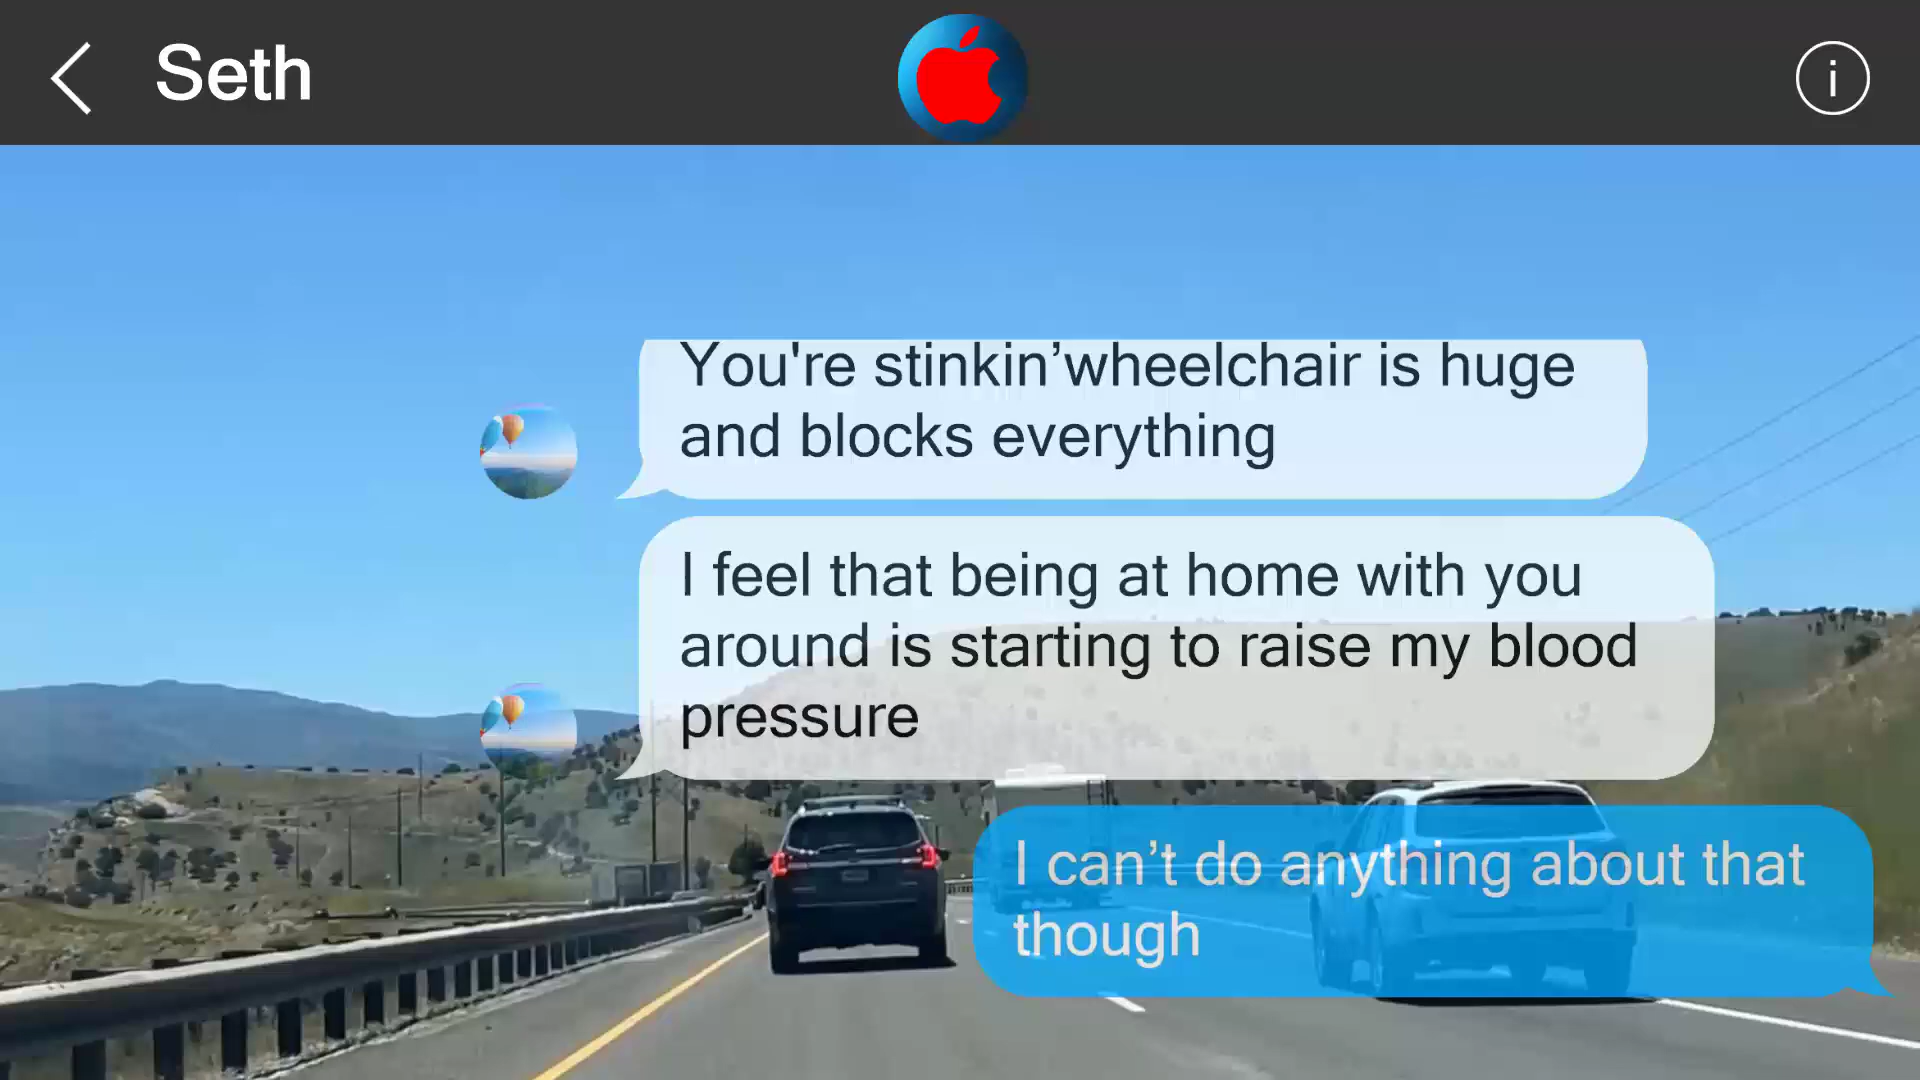 Seth
You're stinkin’wheelchair is huge
and blocks everything
I feel that being at home with you
around is starting to raise my blood
pressure
I can’t do anything about that
though